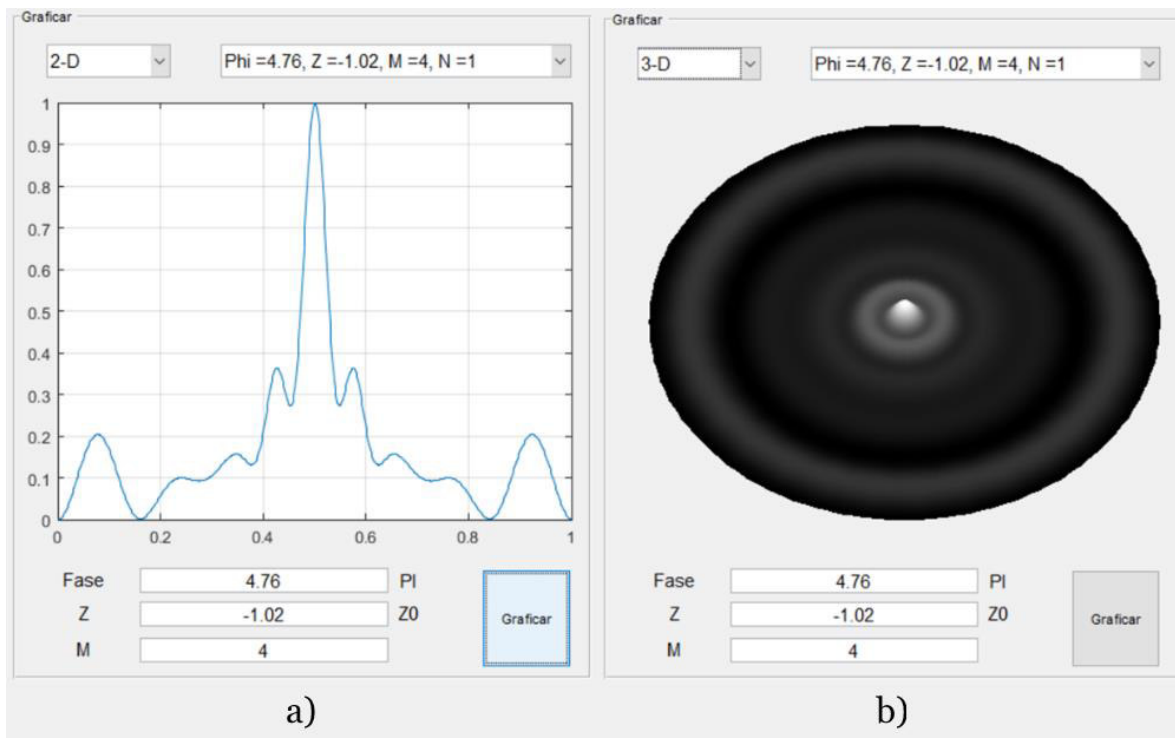 Graficar
2-D
Phi =4.76, Z =-1.02, M =4, N =1
1
0.9
0.8
0.7
0.6
0.5
0.4
0.3
0.2
0.1
0
0 0.2 0.4 0.6 0.8 1
Fase 4.76 PI
Z -1.02 Z0
M 4
Graficar
a)
Graficar
3-D
Phi =4.76, Z =-1.02, M =4, N =1
Fase 4.76 PI
Z -1.02 Z0
M 4
Graficar
b)